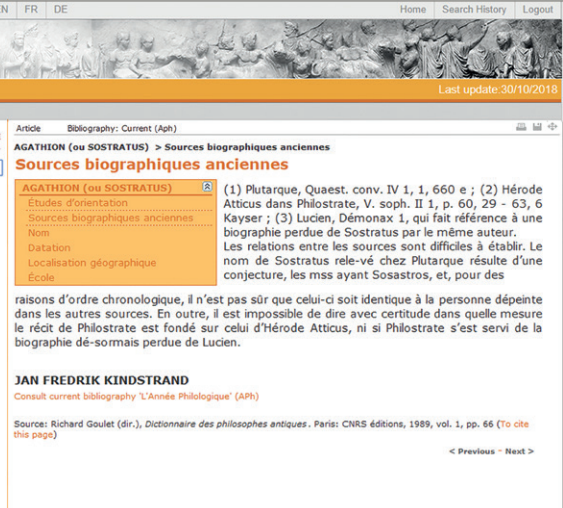 EN FR DE
Home Search History Logout
Last update:30/10/2018
Article Bibliography: Current (Aph)
AGATHION (ou SOSTRATUS) > Sources biographiques anciennes
Sources biographiques anciennes
AGATHION (ou SOSTRATUS)
Études d'orientation
Sources biographiques anciennes
Nom
Datation
Localisation géographique
École
(1) Plutarque, Quaest. conv. IV 1, 1, 660 e ; (2) Hérode
Atticus dans Philostrate, V. soph. II 1, p. 60, 29 - 63, 6
Kayser ; (3) Lucien, Démonax 1, qui fait référence à une
biographie perdue de Sostratus par le même auteur.
Les relations entre les sources sont difficiles à établir. Le
nom de Sostratus rele-vé chez Plutarque résulte d'une
conjecture, les mss ayant Sosastros, et, pour des
raisons d'ordre chronologique, il n'est pas sûr que celui-ci soit identique à la personne dépeinte
dans les autres sources. En outre, il est impossible de dire avec certitude dans quelle mesure
le récit de Philostrate est fondé sur celui d'Hérode Atticus, ni si Philostrate s'est servi de la
biographie dé-sormais perdue de Lucien.
JAN FREDRIK KINDSTRAND
Consult current bibliography 'L'Année Philologique' (APh)
Source: Richard Goulet (dir.), Dictionnaire des philosophes antiques. Paris: CNRS éditions, 1989, vol. 1, pp. 66 (To cite
this page)
< Previous - Next >